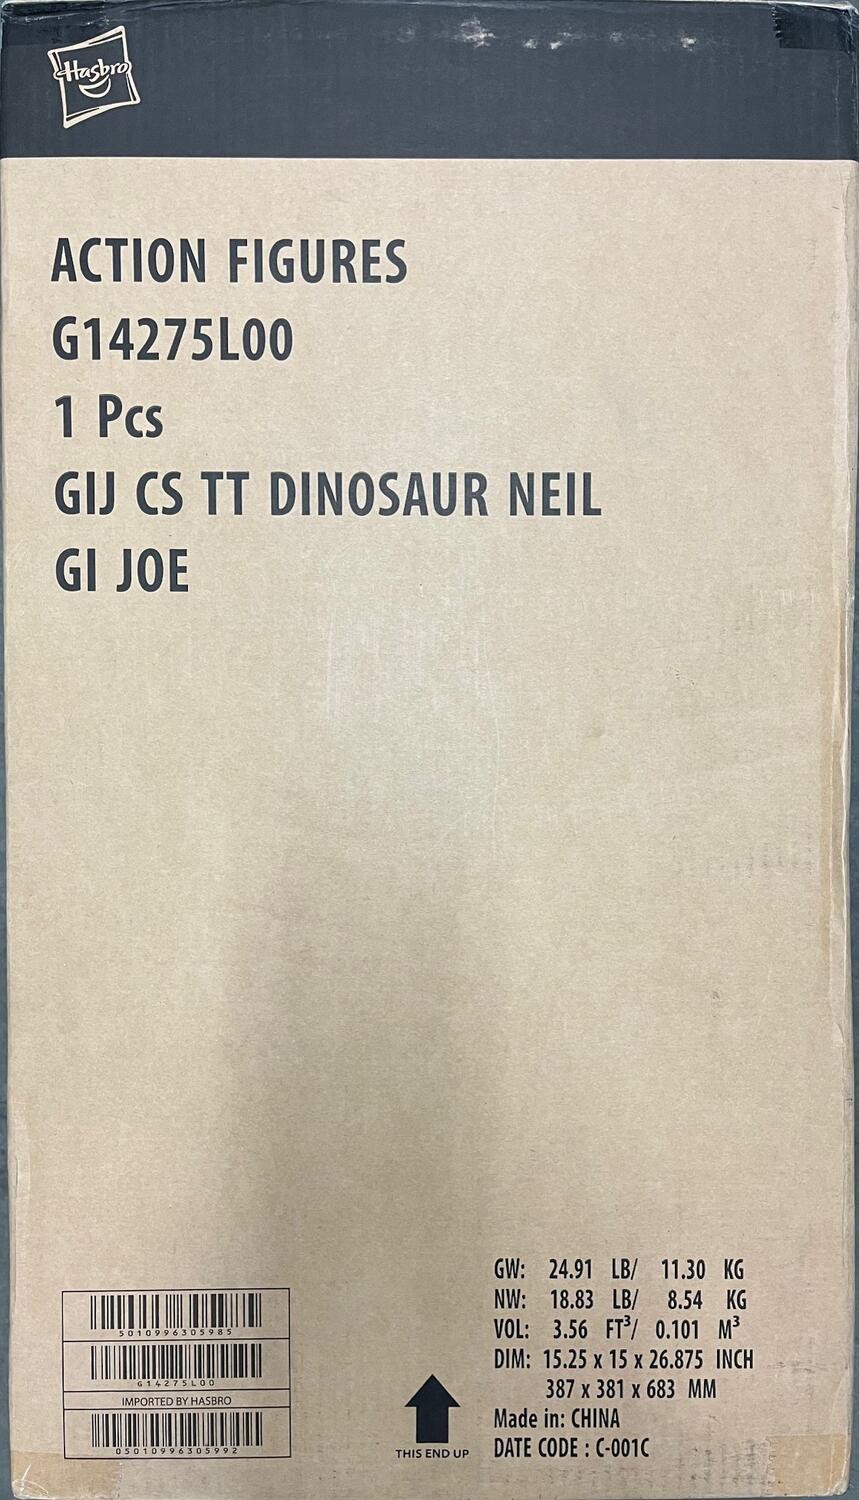 Hasbro
ACTION FIGURES
G14275L00
1 Pcs
GIJ CS TT DINOSAUR NEIL
GI JOE
5010996305985
G14275L00
IMPORTED BY HASBRO
05010996305992
THIS END UP
GW: 24.91 LB/ 11.30 KG
NW: 18.83 LB/ 8.54 KG
VOL: 3.56 FT³/ 0.101 M³
DIM: 15.25 x 15 x 26.875 INCH
387 x 381 x 683 MM
Made in: CHINA
DATE CODE : C-001C